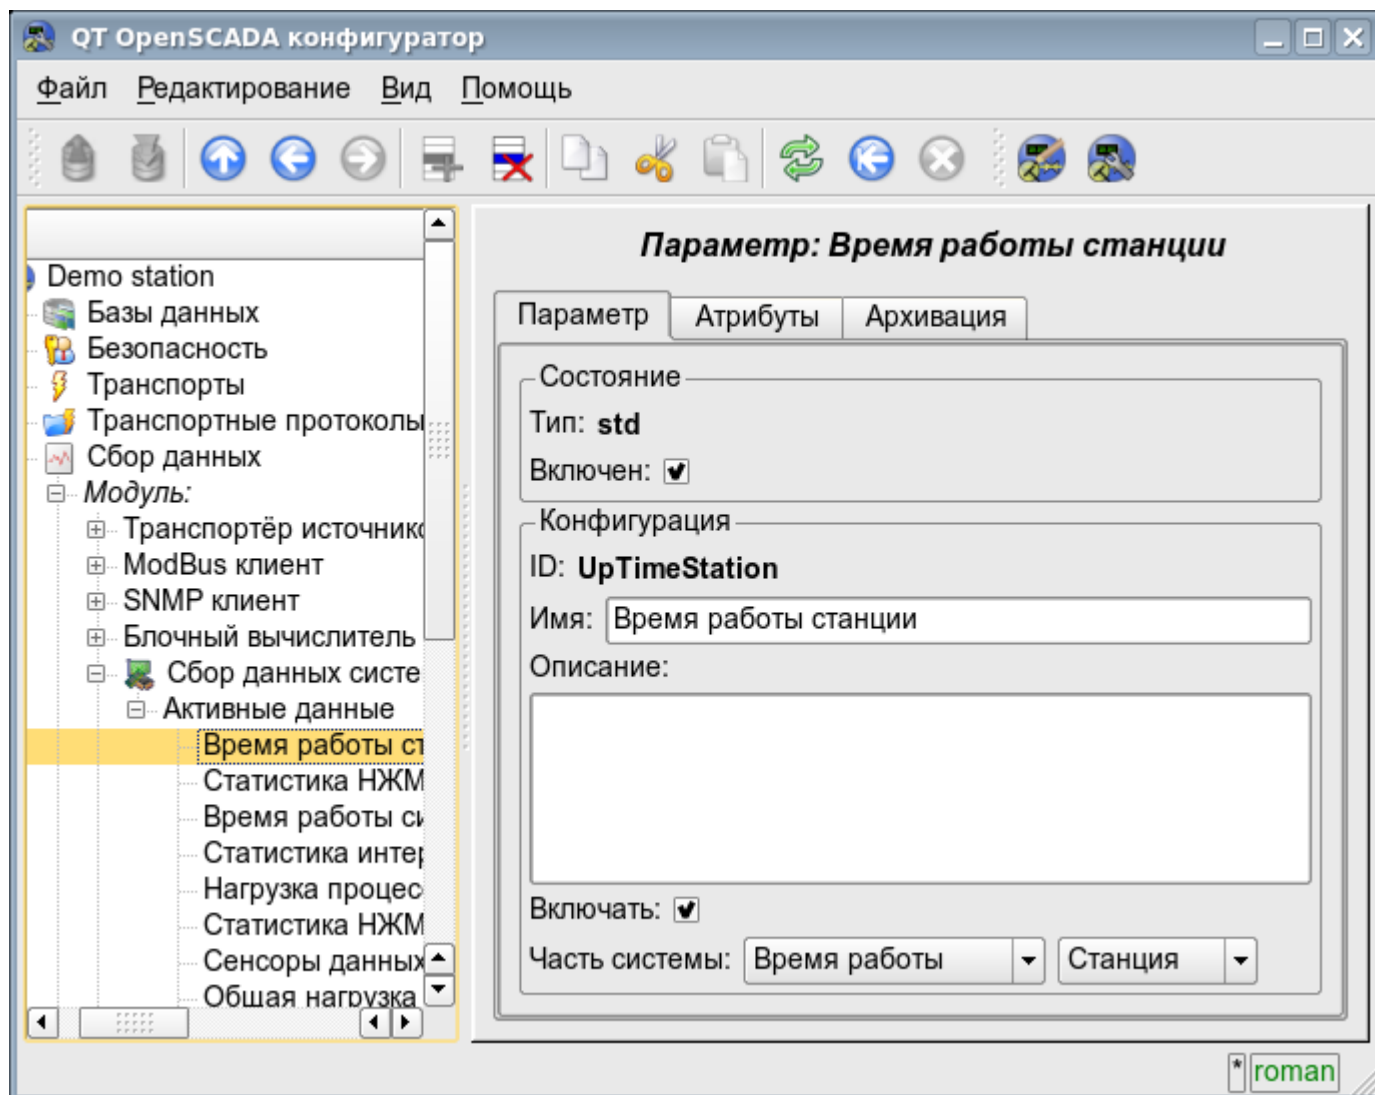 QT OpenSCADA конфигуратор
Файл Редактирование Вид Помощь
Demo station
Базы данных
Безопасность
Транспорты
Транспортные протоколы
Сбор данных
Модуль:
Транспортёр источник
ModBus клиент
SNMP клиент
Блочный вычислитель
Сбор данных систе
Активные данные
Время работы ст
Статистика НЖМ
Время работы си
Статистика интер
Нагрузка процес
Статистика НЖМ
Сенсоры данных
Общая нагрузка
Параметр: Время работы станции
Параметр Атрибуты Архивация
Состояние
Тип: std
Включен:
Конфигурация
ID: UpTimeStation
Имя: Время работы станции
Описание:
Включать:
Часть системы: Время работы Станция
* roman